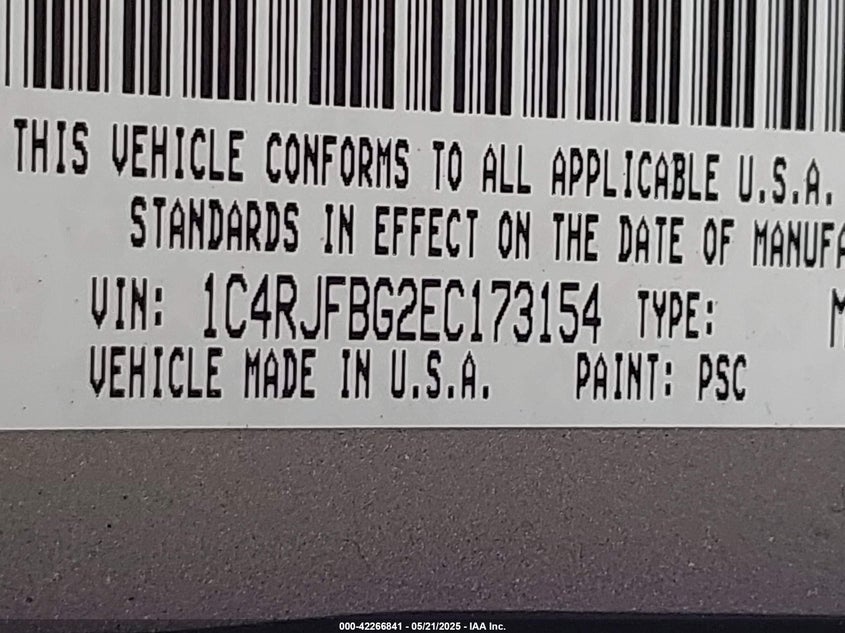 THIS VEHICLE CONFORMS TO ALL APPLICABLE U.S.A.
STANDARDS IN EFFECT ON THE DATE OF
VIN: 1C4RJFBG2EC173154 TYPE:
VEHICLE MADE IN U.S.A. PAINT: PSC
000-42266841 - 05/21/2025 - IAA Inc.